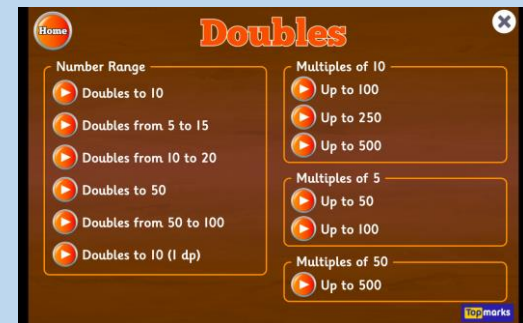 Home
Doubles
Number Range
Doubles to 10
Doubles from 5 to 15
Doubles from 10 to 20
Doubles to 50
Doubles from 50 to 100
Doubles to 10 (1 dp)
Multiples of 10
Up to 100
Up to 250
Up to 500
Multiples of 5
Up to 50
Up to 100
Multiples of 50
Up to 500
Topmarks